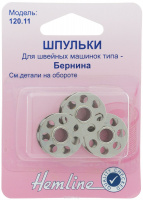 Модель:
120.11
ШПУЛЬКИ
Для швейных машинок типа -
Бернина
См детали на обороте
Hemline